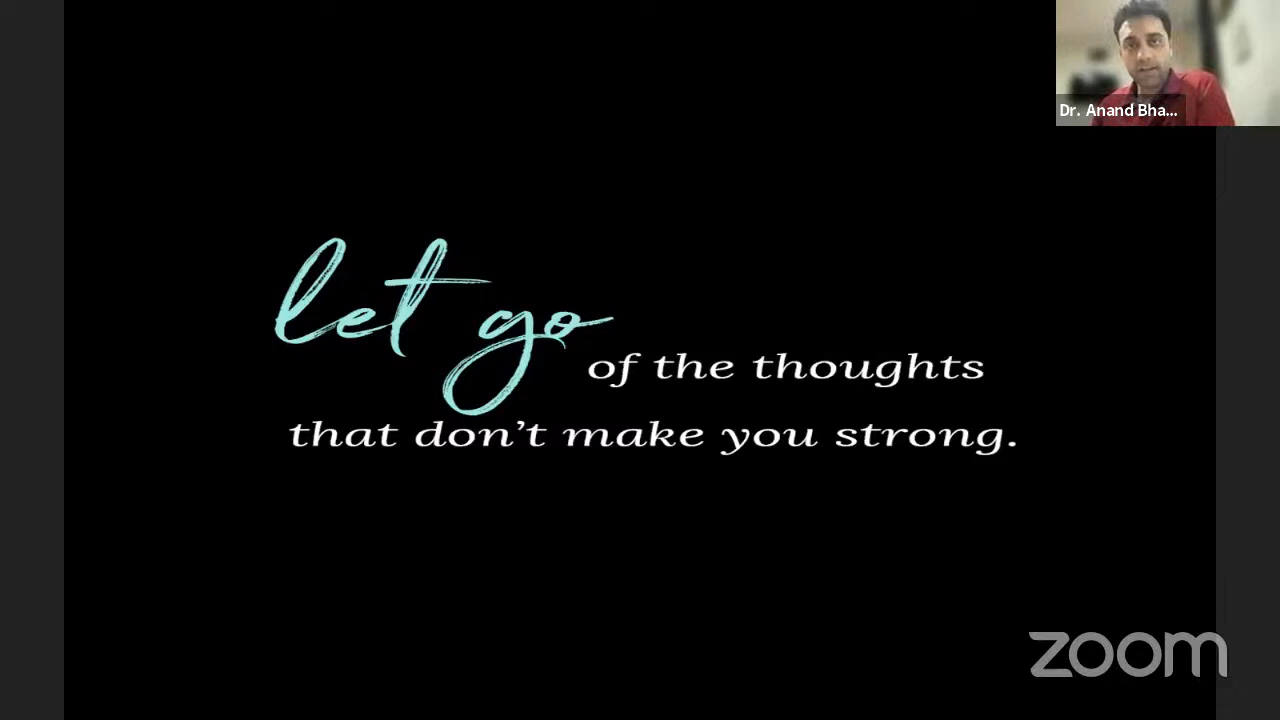 Dr. Anand Bha...
let go
of the thoughts
that don't make you strong.
zoom